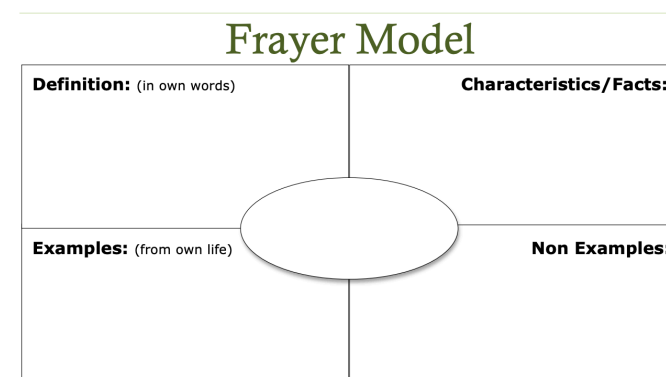 Frayer Model
Definition: (in own words)
Characteristics/Facts:
Examples: (from own life)
Non Examples: